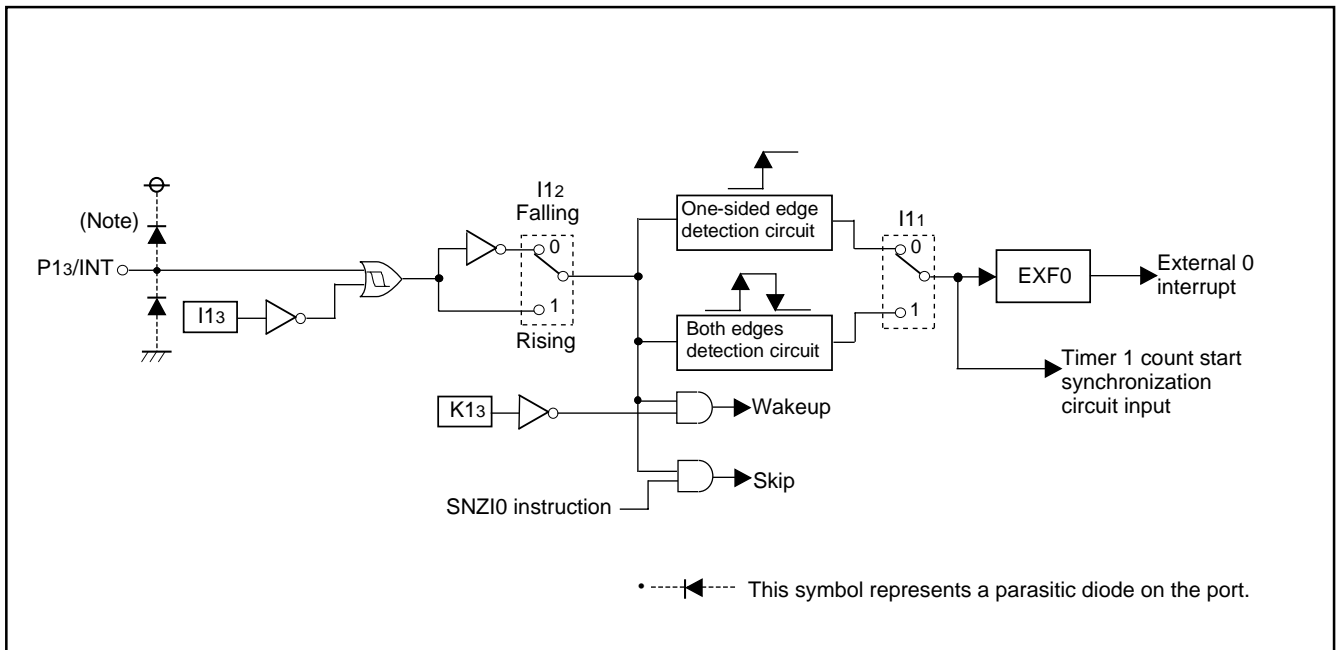 (Note)
P13/INT
I13
I12
Falling
0
1
Rising
One-sided edge
detection circuit
Both edges
detection circuit
I11
0
1
EXF0
External 0
interrupt
Timer 1 count start
synchronization
circuit input
K13
Wakeup
SNZI0 instruction
Skip
• This symbol represents a parasitic diode on the port.